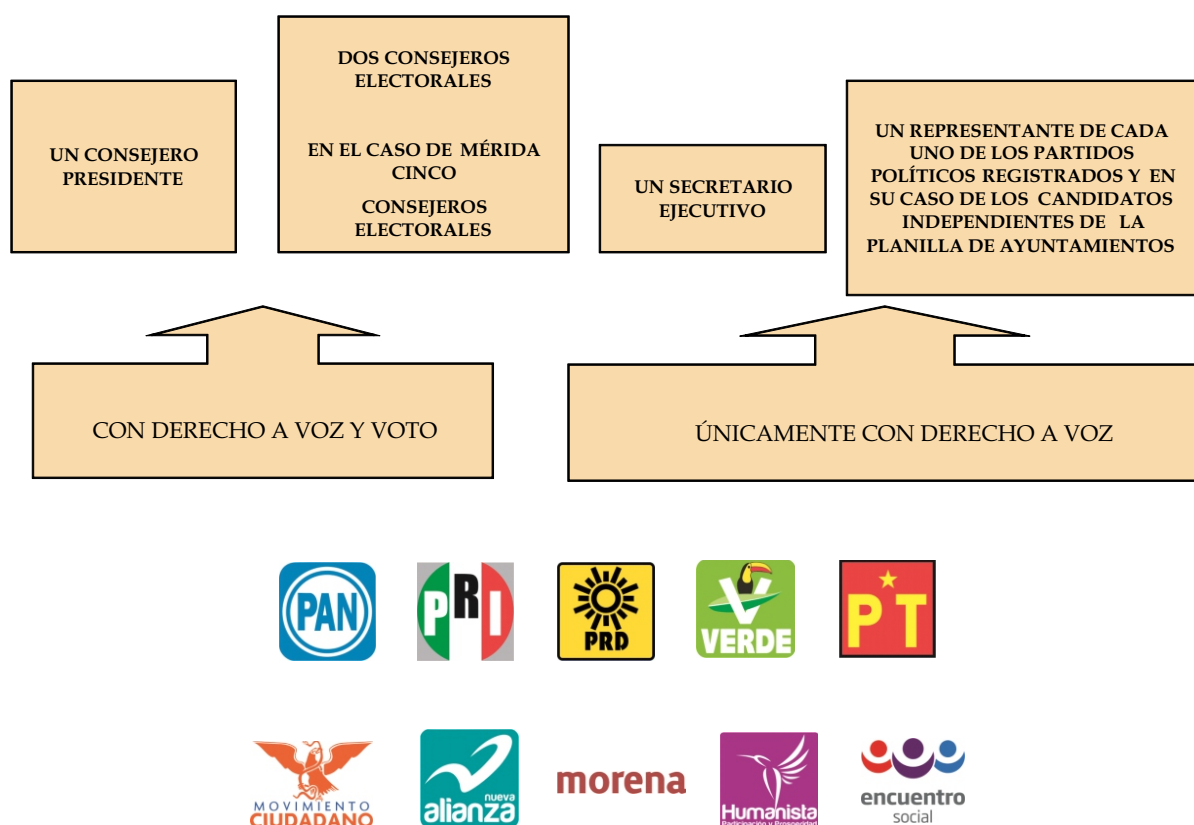 UN CONSEJERO
PRESIDENTE
DOS CONSEJEROS
ELECTORALES
EN EL CASO DE MÉRIDA
CINCO
CONSEJEROS
ELECTORALES
UN SECRETARIO
EJECUTIVO
UN REPRESENTANTE DE CADA
UNO DE LOS PARTIDOS
POLÍTICOS REGISTRADOS Y EN
SU CASO DE LOS CANDIDATOS
INDEPENDIENTES DE LA
PLANILLA DE AYUNTAMIENTOS
CON DERECHO A VOZ Y VOTO
ÚNICAMENTE CON DERECHO A VOZ
PAN
PRI
PRD
V
VERDE
PT
MOVIMIENTO
CIUDADANO
nueva
alianza
morena
Humanista
Participación y Prosperidad
encuentro
social